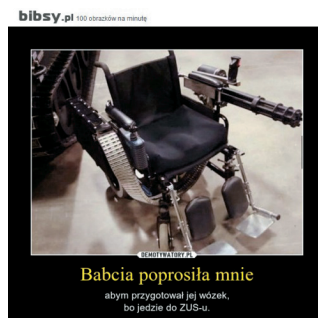 bibsy.pl 100 obrazków na minutę
DEMOTYWATORY.PL
Babcia poprosiła mnie
abym przygotował jej wózek,
bo jedzie do ZUS-u.